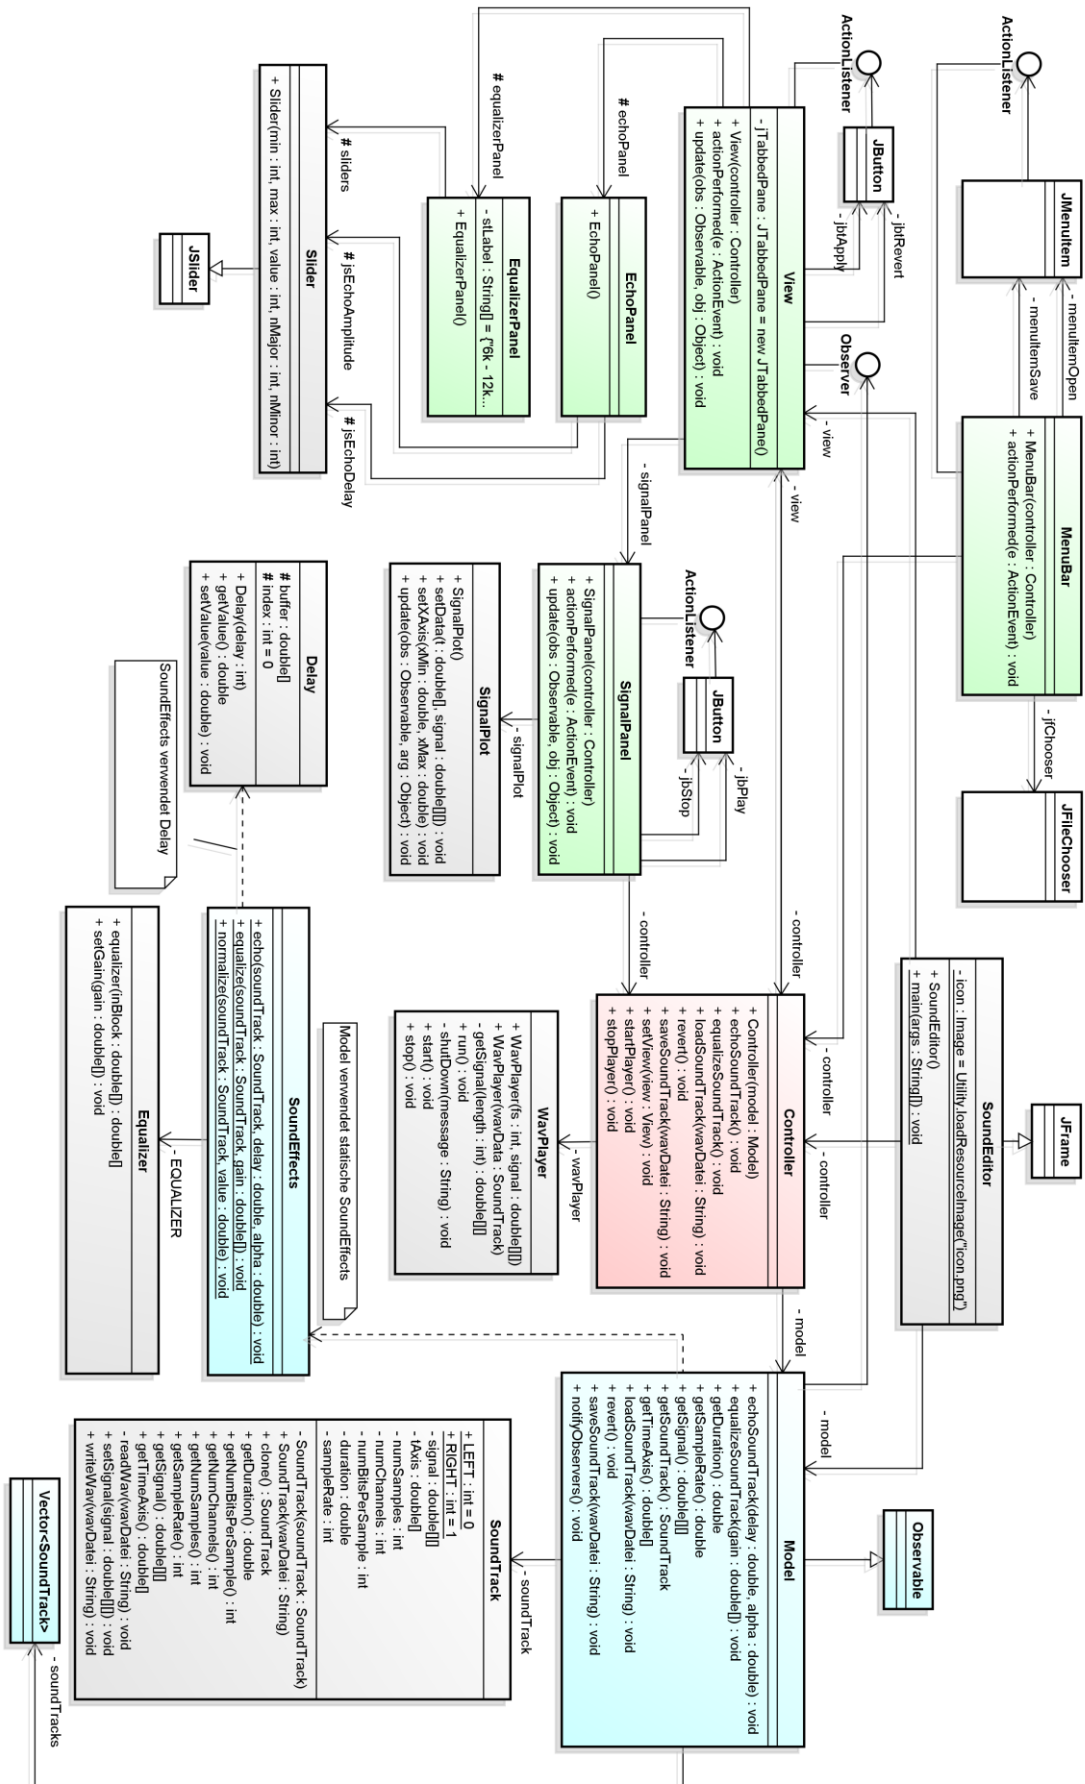 ActionListener
JMenuItem
- menuItemOpen
- menuItemSave
MenuBar
+ MenuBar(controller : Controller)
+ actionPerformed(e : ActionEvent) : void
- jfChooser
JFileChooser
JFrame
SoundEditor
- icon : Image = Utility.loadResourceImage("icon.png")
+ SoundEditor()
+ main(args : String[]) : void
Observable
ActionListener
JButton
- jbtRevert
- jbtApply
Observer
- view
- controller
- controller
- model
View
- jTabbedPane : JTabbedPane = new JTabbedPane()
+ View(controller : Controller)
+ actionPerformed(e : ActionEvent) : void
+ update(obs : Observable, obj : Object) : void
- view
- controller
Controller
+ Controller(model : Model)
+ echoSoundTrack() : void
+ equalizeSoundTrack() : void
+ loadSoundTrack(wavDatei : String) : void
+ revert() : void
+ saveSoundTrack(wavDatei : String) : void
+ setView(view : View) : void
+ startPlayer() : void
+ stopPlayer() : void
- model
Model
+ echoSoundTrack(delay : double, alpha : double) : void
+ equalizeSoundTrack(gain : double[]) : void
+ getDuration() : double
+ getSampleRate() : double
+ getSignal() : double[][]
+ getSoundTrack() : SoundTrack
+ getTimeAxis() : double[]
+ loadSoundTrack(wavDatei : String) : void
+ revert() : void
+ saveSoundTrack(wavDatei : String) : void
+ notifyObservers() : void
# echoPanel
# equalizerPanel
EchoPanel
+ EchoPanel()
- signalPanel
ActionListener
JButton
- jbPlay
- jbStop
SignalPanel
+ SignalPanel(controller : Controller)
+ actionPerformed(e : ActionEvent) : void
+ update(obs : Observable, obj : Object) : void
- controller
EqualizerPanel
- stLabel : String[] = {"6k - 12k...
+ EqualizerPanel()
- signalPlot
SignalPlot
+ SignalPlot()
+ setData(t : double[], signal : double[][]) : void
+ setXAxis(xMin : double, xMax : double) : void
+ update(obs : Observable, arg : Object) : void
- wavPlayer
WavPlayer
+ WavPlayer(fs : int, signal : double[][])
+ WavPlayer(wavData : SoundTrack)
- getSignal(length : int) : double[][]
+ run() : void
- shutDown(message : String) : void
+ start() : void
+ stop() : void
- soundTrack
SoundTrack
+ LEFT : int = 0
+ RIGHT : int = 1
- signal : double[][]
- tAxis : double[]
- numSamples : int
- numChannels : int
- numBitsPerSample : int
- duration : double
- sampleRate : int
- SoundTrack(soundTrack : SoundTrack)
+ SoundTrack(wavDatei : String)
+ clone() : SoundTrack
+ getDuration() : double
+ getNumBitsPerSample() : int
+ getNumChannels() : int
+ getNumSamples() : int
+ getSampleRate() : int
+ getSignal() : double[][]
+ getTimeAxis() : double[]
- readWav(wavDatei : String) : void
+ setSignal(signal : double[][]) : void
+ writeWav(wavDatei : String) : void
# sliders
# jsEchoAmplitude
# jsEchoDelay
Slider
+ Slider(min : int, max : int, value : int, nMajor : int, nMinor : int)
JSlider
Delay
# buffer : double[]
# index : int = 0
+ Delay(delay : int)
+ getValue() : double
+ setValue(value : double) : void
SoundEffects verwendet Delay
Model verwendet statische SoundEffects
SoundEffects
+ echo(soundTrack : SoundTrack, delay : double, alpha : double) : void
+ equalize(soundTrack : SoundTrack, gain : double[]) : void
+ normalize(soundTrack : SoundTrack, value : double) : void
- EQUALIZER
Equalizer
+ equalizer(inBlock : double[]) : double[]
+ setGain(gain : double[]) : void
Vector<SoundTrack>
- soundTracks